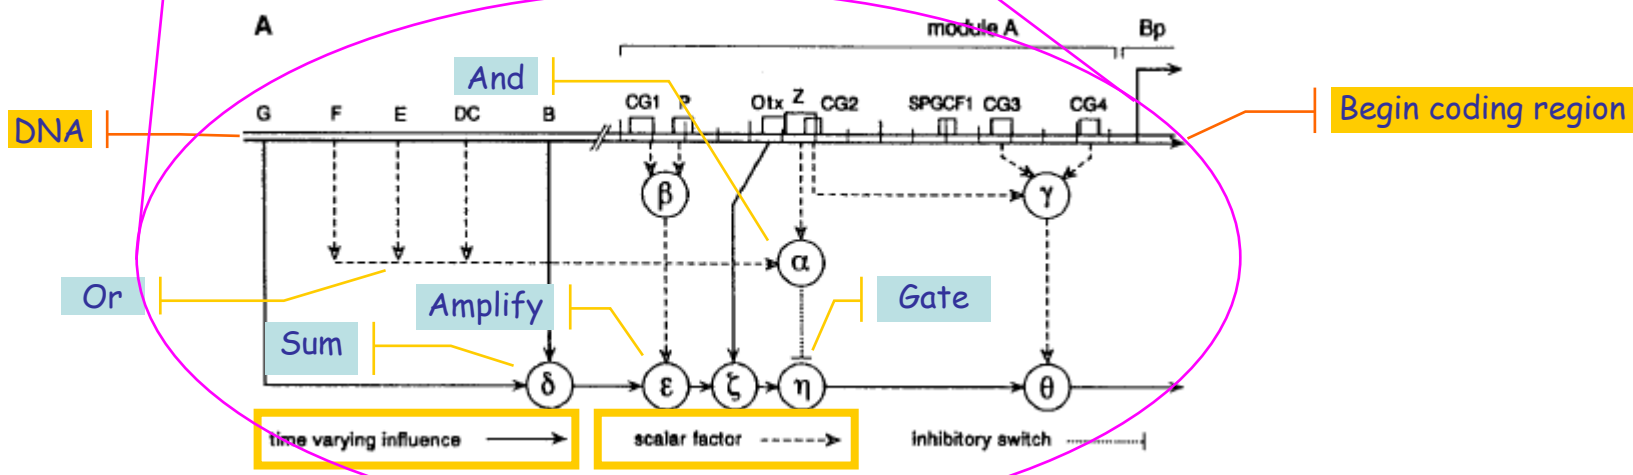 A
module A
Bp
And
CG1 P Otx Z CG2 SPGCF1 CG3 CG4
G F E DC B
Begin coding region
DNA
β
γ
α
Or
Amplify
Gate
Sum
δ ε ζ η θ
time varying influence
scalar factor
inhibitory switch